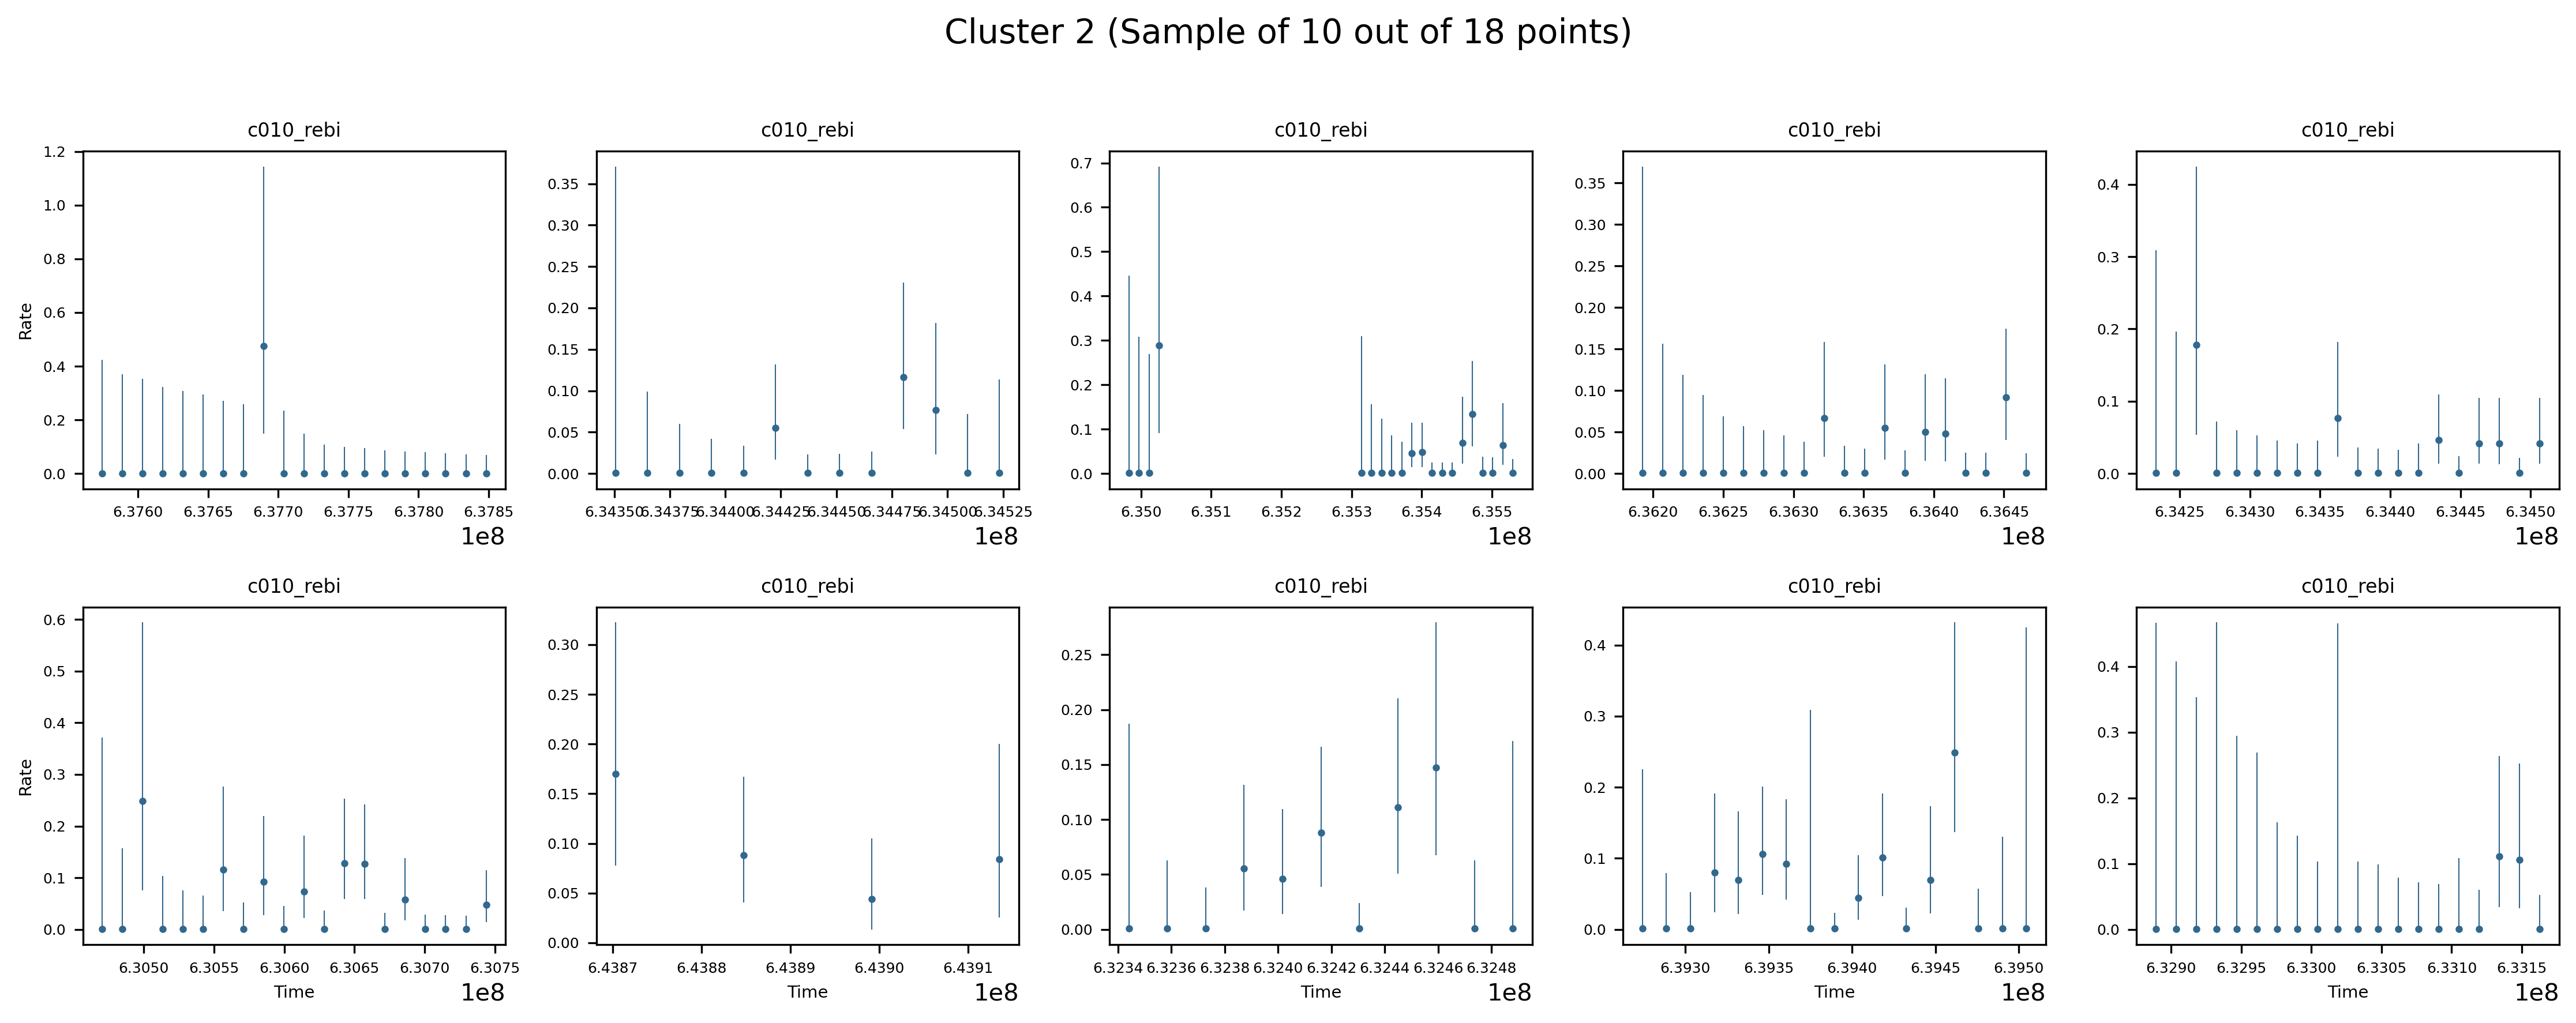 Cluster 2 (Sample of 10 out of 18 points)
c010_rebi c010_rebi c010_rebi c010_rebi c010_rebi
Rate
1.2
1.0
0.8
0.6
0.4
0.2
0.0
6.3760 6.3765 6.3770 6.3775 6.3780 6.3785
1e8
0.35
0.30
0.25
0.20
0.15
0.10
0.05
0.00
6.34350 6.34375 6.34400 6.34425 6.34450 6.34475 6.34500 6.34525
1e8
0.7
0.6
0.5
0.4
0.3
0.2
0.1
0.0
6.350 6.351 6.352 6.353 6.354 6.355
1e8
0.35
0.30
0.25
0.20
0.15
0.10
0.05
0.00
6.3620 6.3625 6.3630 6.3635 6.3640 6.3645
1e8
0.4
0.3
0.2
0.1
0.0
6.3425 6.3430 6.3435 6.3440 6.3445 6.3450
1e8
c010_rebi c010_rebi c010_rebi c010_rebi c010_rebi
Rate
0.6
0.5
0.4
0.3
0.2
0.1
0.0
6.3050 6.3055 6.3060 6.3065 6.3070 6.3075
Time 1e8
0.30
0.25
0.20
0.15
0.10
0.05
0.00
6.4387 6.4388 6.4389 6.4390 6.4391
Time 1e8
0.25
0.20
0.15
0.10
0.05
0.00
6.3234 6.3236 6.3238 6.3240 6.3242 6.3244 6.3246 6.3248
Time 1e8
0.4
0.3
0.2
0.1
0.0
6.3930 6.3935 6.3940 6.3945 6.3950
Time 1e8
0.4
0.3
0.2
0.1
0.0
6.3290 6.3295 6.3300 6.3305 6.3310 6.3315
Time 1e8